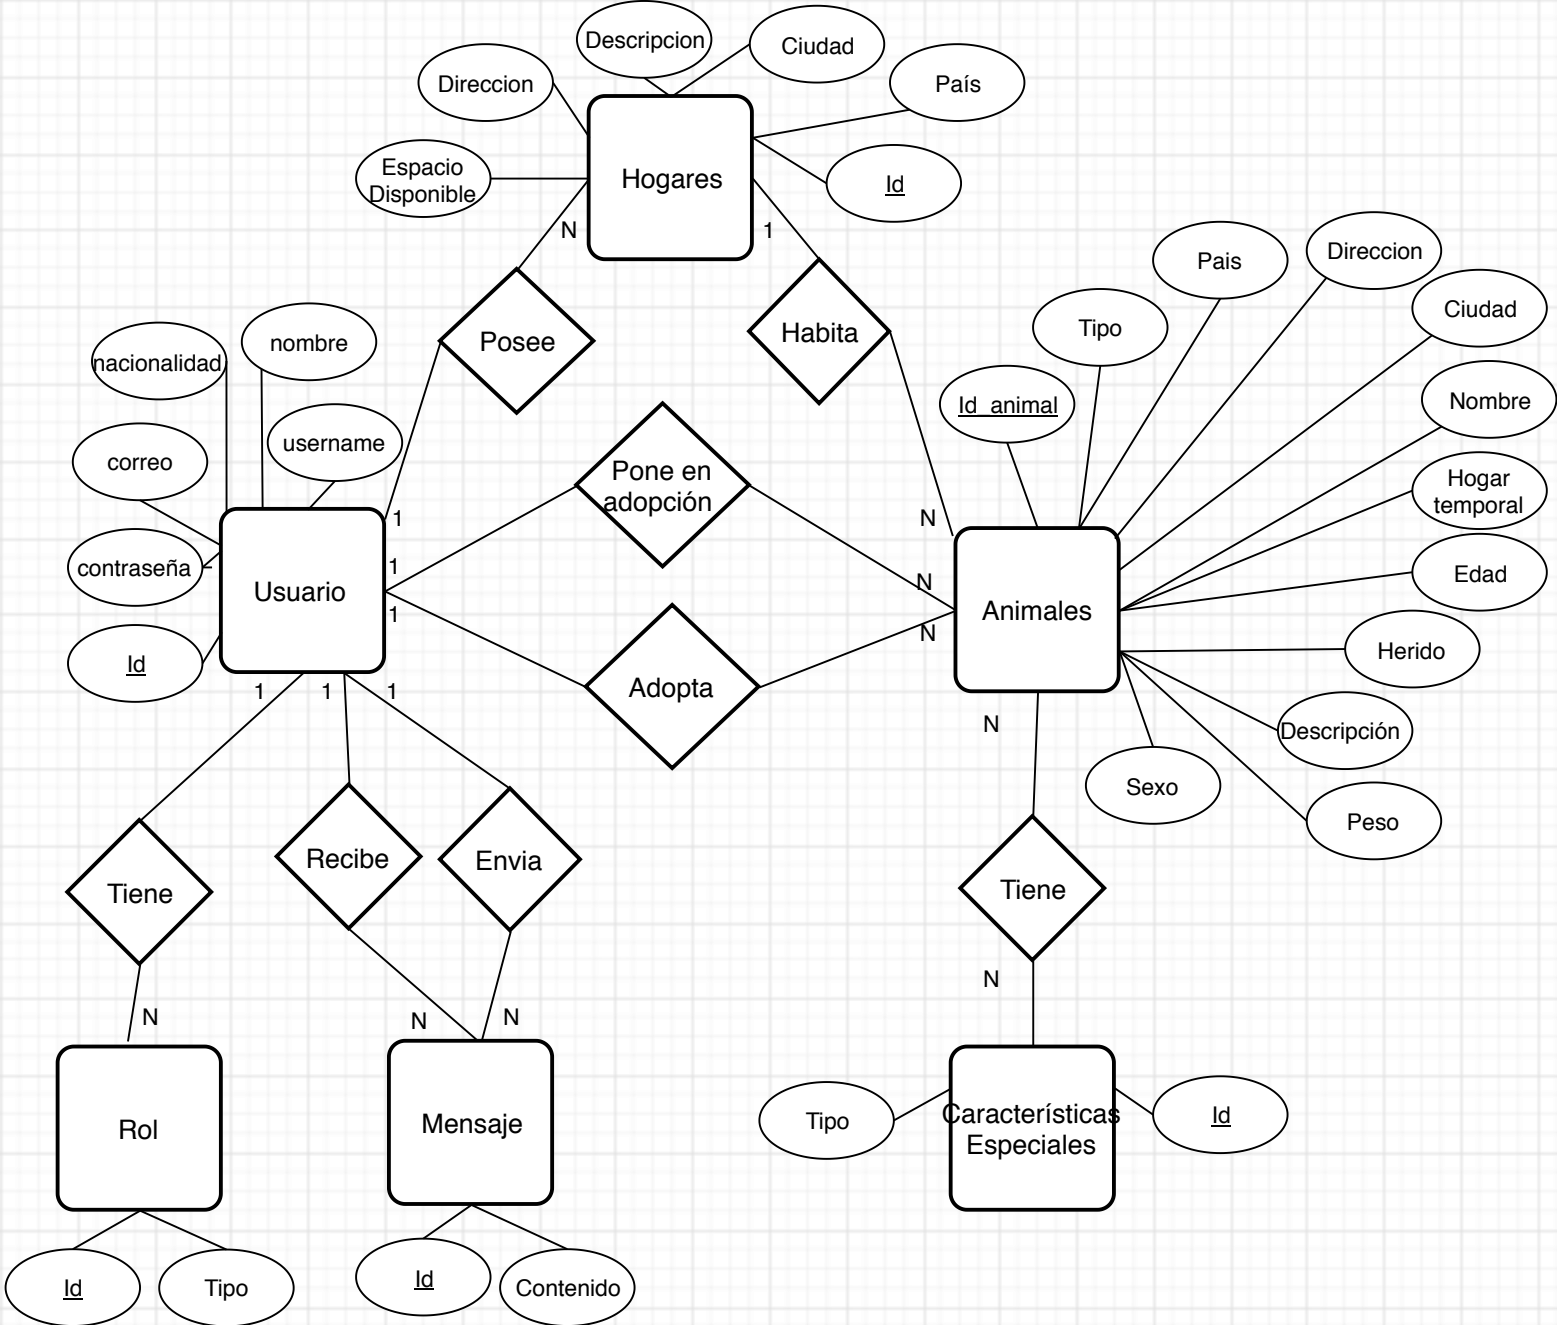 Descripcion
Ciudad
Direccion
País
Espacio
Disponible
Hogares
Id
N
1
Pais
Direccion
Ciudad
Tipo
nombre
nacionalidad
Posee
Habita
Id_animal
Nombre
username
correo
Pone en
adopción
Hogar
temporal
1
N
contraseña
1
N
Edad
Usuario
1
Animales
N
Id
Herido
Adopta
1
1
1
N
Descripción
Sexo
Peso
Recibe
Envia
Tiene
Tiene
N
N
N
N
Rol
Mensaje
Tipo
Características
Especiales
Id
Id
Tipo
Id
Contenido